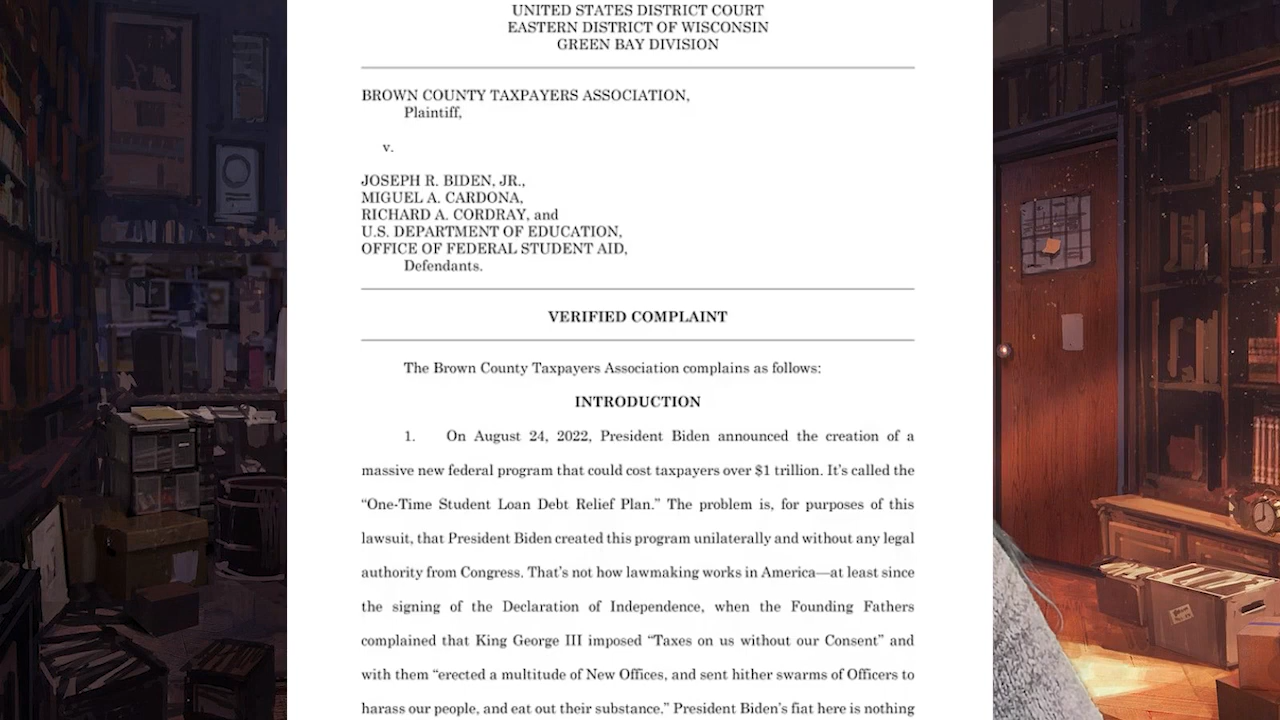 UNITED STATES DISTRICT COURT
EASTERN DISTRICT OF WISCONSIN
GREEN BAY DIVISION
BROWN COUNTY TAXPAYERS ASSOCIATION,
Plaintiff,
v.
JOSEPH R. BIDEN, JR.,
MIGUEL A. CARDONA,
RICHARD A. CORDRAY, and
U.S. DEPARTMENT OF EDUCATION,
OFFICE OF FEDERAL STUDENT AID,
Defendants.
VERIFIED COMPLAINT
The Brown County Taxpayers Association complains as follows:
INTRODUCTION
1. On August 24, 2022, President Biden announced the creation of a
massive new federal program that could cost taxpayers over $1 trillion. It’s called the
“One-Time Student Loan Debt Relief Plan.” The problem is, for purposes of this
lawsuit, that President Biden created this program unilaterally and without any legal
authority from Congress. That’s not how lawmaking works in America—at least since
the signing of the Declaration of Independence, when the Founding Fathers
complained that King George III imposed “Taxes on us without our Consent” and
with them “erected a multitude of New Offices, and sent hither swarms of Officers to
harass our people, and eat out their substance.” President Biden’s fiat here is nothing